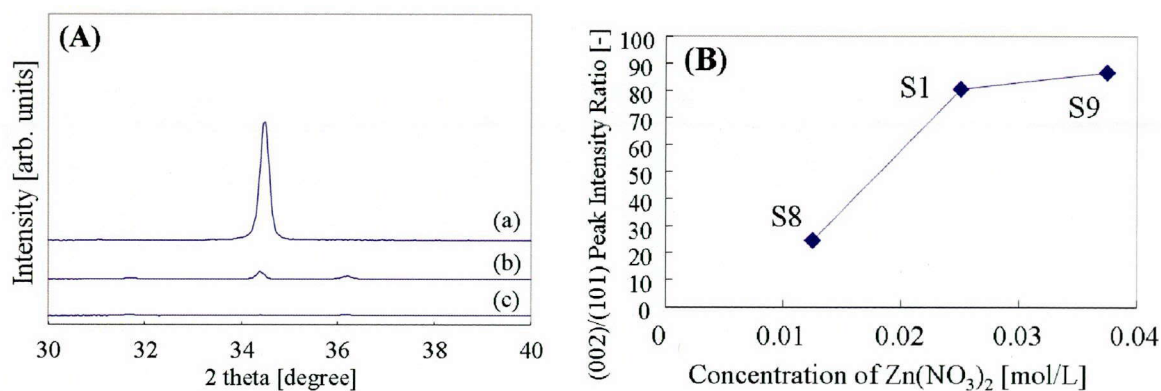 (A)
Intensity [arb. units]
(a)
(b)
(c)
30 32 34 36 38 40
2 theta [degree]
(B)
(002)/(101) Peak Intensity Ratio [-]
100
90
80
70
60
50
40
30
20
10
0
S8
S1
S9
0 0.01 0.02 0.03 0.04
Concentration of Zn(NO₃)₂ [mol/L]